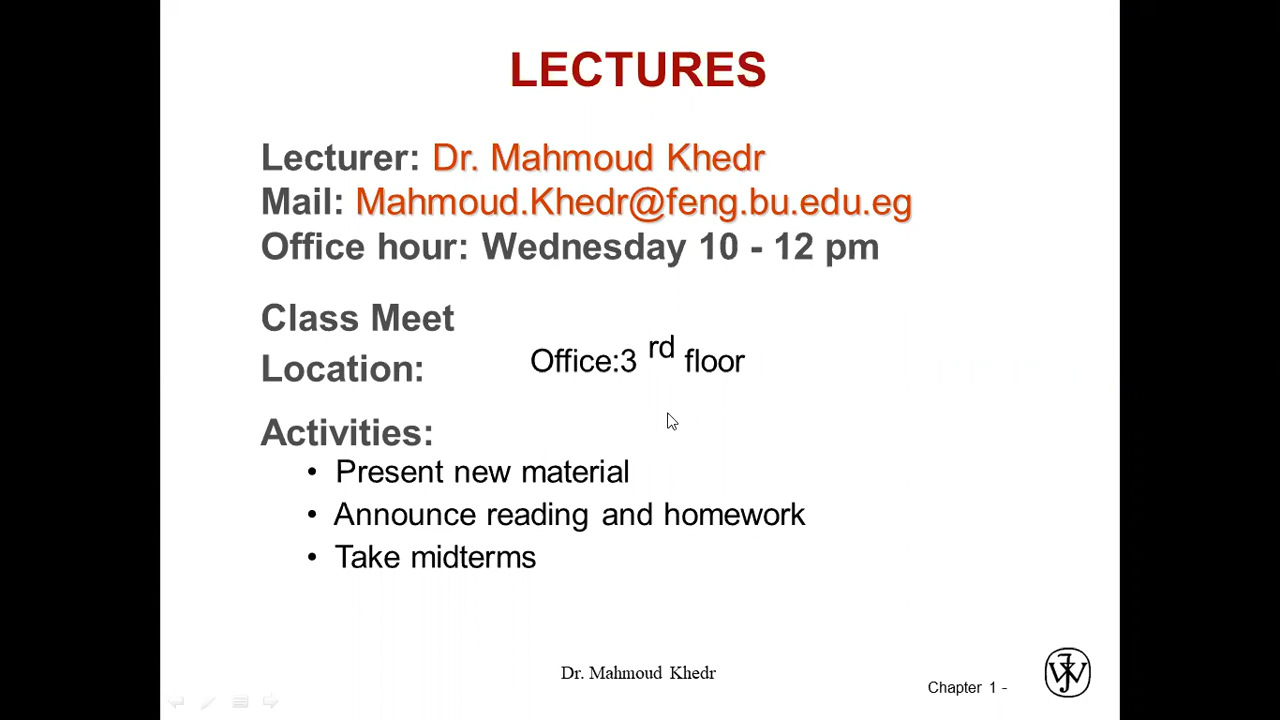 LECTURES
Lecturer: Dr. Mahmoud Khedr
Mail: Mahmoud.Khedr@feng.bu.edu.eg
Office hour: Wednesday 10 - 12 pm
Class Meet
Location:
Office:3 rd floor
Activities:
• Present new material
• Announce reading and homework
• Take midterms
Dr. Mahmoud Khedr
Chapter 1 -